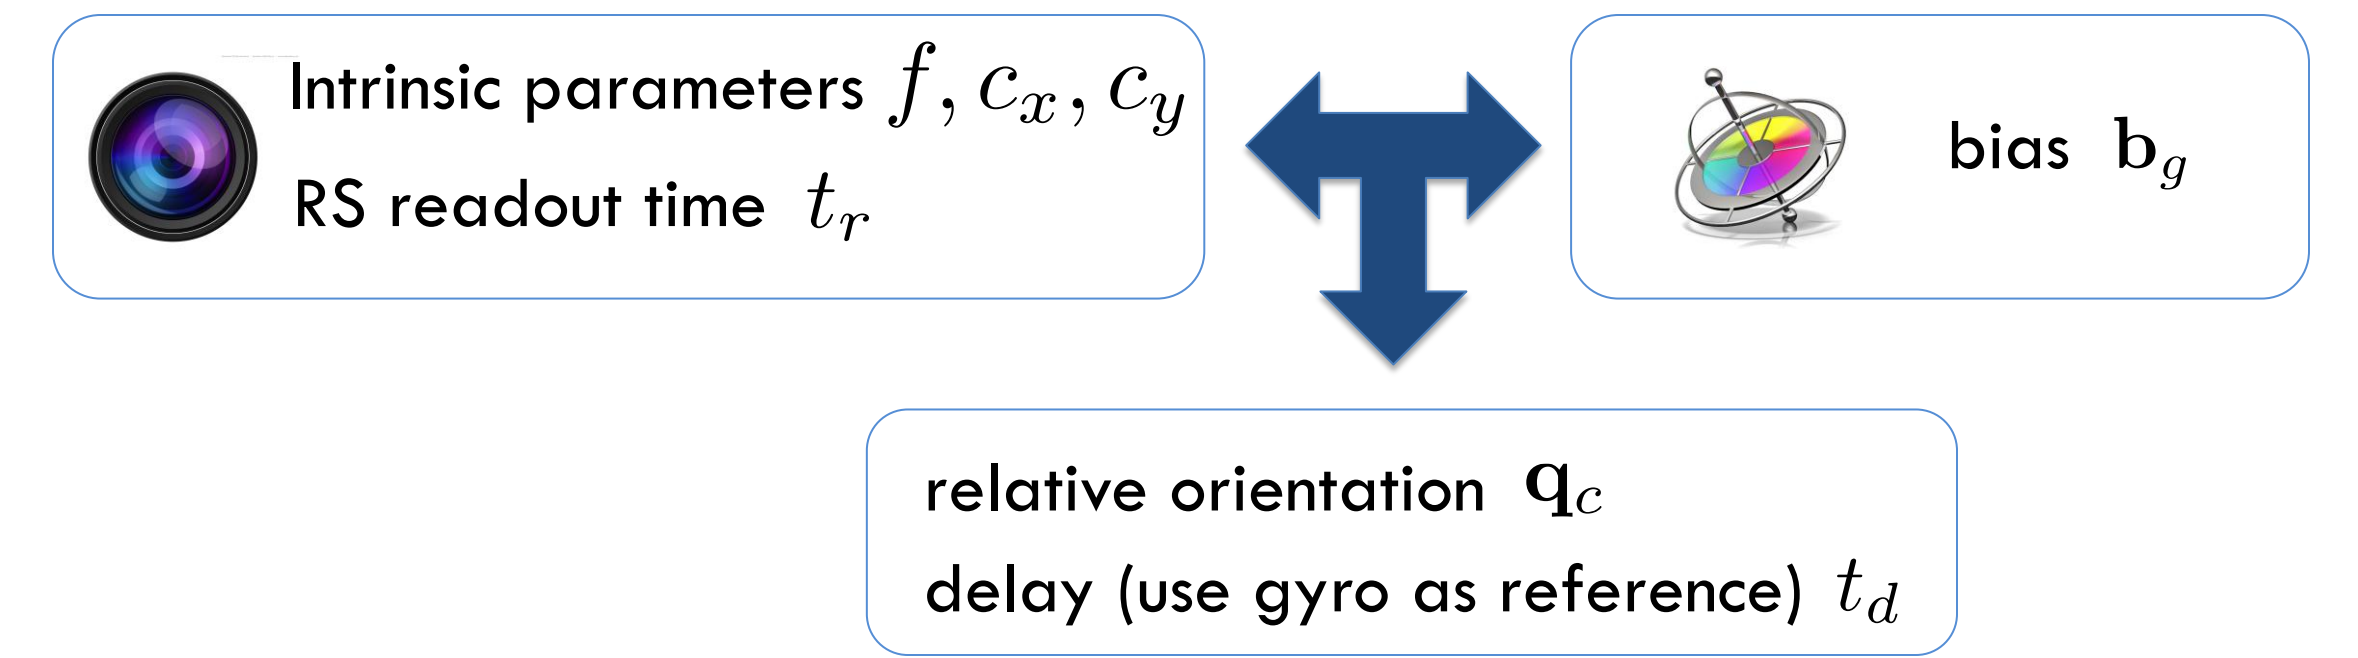 Intrinsic parameters f, c_x, c_y
RS readout time t_r
bias b_g
relative orientation q_c
delay (use gyro as reference) t_d